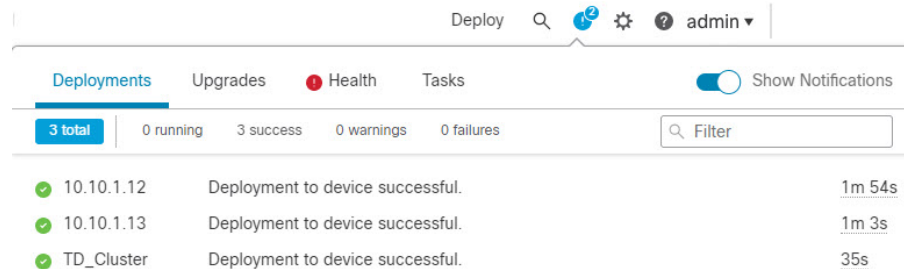 Deploy 2 ? admin
Deployments Upgrades ! Health Tasks Show Notifications
3 total 0 running 3 success 0 warnings 0 failures Filter
10.10.1.12 Deployment to device successful. 1m 54s
10.10.1.13 Deployment to device successful. 1m 3s
TD_Cluster Deployment to device successful. 35s